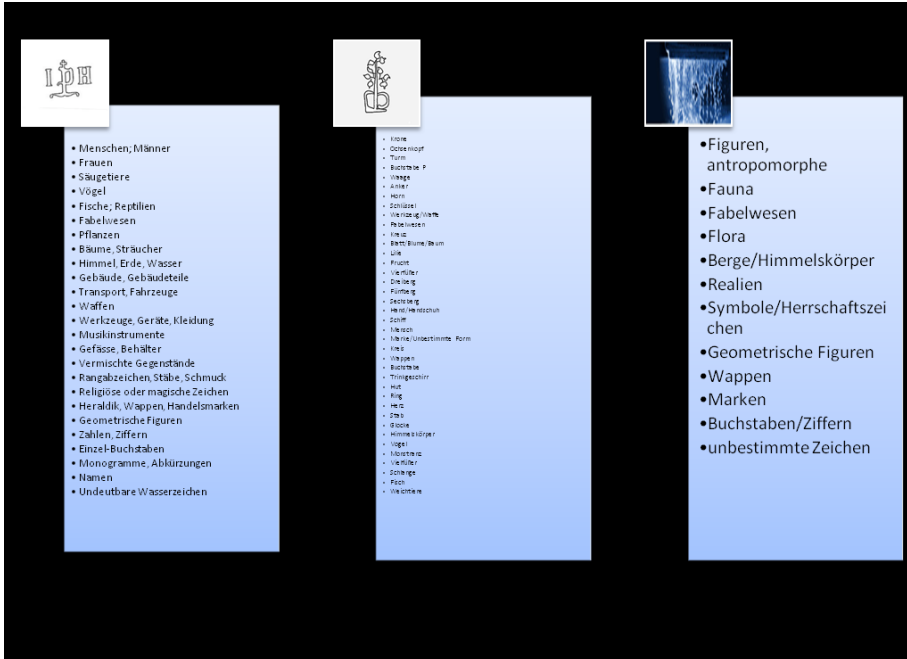 IPH
• Menschen; Männer
• Frauen
• Säugetiere
• Vögel
• Fische; Reptilien
• Fabelwesen
• Pflanzen
• Bäume, Sträucher
• Himmel, Erde, Wasser
• Gebäude, Gebäudeteile
• Transport, Fahrzeuge
• Waffen
• Werkzeuge, Geräte, Kleidung
• Musikinstrumente
• Gefässe, Behälter
• Vermischte Gegenstände
• Rangabzeichen, Stäbe, Schmuck
• Religiöse oder magische Zeichen
• Heraldik, Wappen, Handelsmarken
• Geometrische Figuren
• Zahlen, Ziffern
• Einzel-Buchstaben
• Monogramme, Abkürzungen
• Namen
• Undeutbare Wasserzeichen
• Krone
• Ochsenkopf
• Turm
• Buchstabe P
• Waage
• Anker
• Horn
• Schlüssel
• Werkzeug/Waffe
• Fabelwesen
• Kreuz
• Blatt/Blume/Baum
• Lilie
• Frucht
• Vierfüßer
• Dreiberg
• Fünfberg
• Sechsberg
• Hand/Handschuh
• Schiff
• Mensch
• Marke/Unbestimmte Form
• Kreis
• Wappen
• Buchstabe
• Trinkgeschirr
• Hut
• Ring
• Herz
• Stab
• Glocke
• Himmelskörper
• Vogel
• Monstranz
• Vierfüßer
• Schlange
• Fisch
• Weichtiere
•Figuren,
antropomorphe
•Fauna
•Fabelwesen
•Flora
•Berge/Himmelskörper
•Realien
•Symbole/Herrschaftszei
chen
•Geometrische Figuren
•Wappen
•Marken
•Buchstaben/Ziffern
•unbestimmte Zeichen